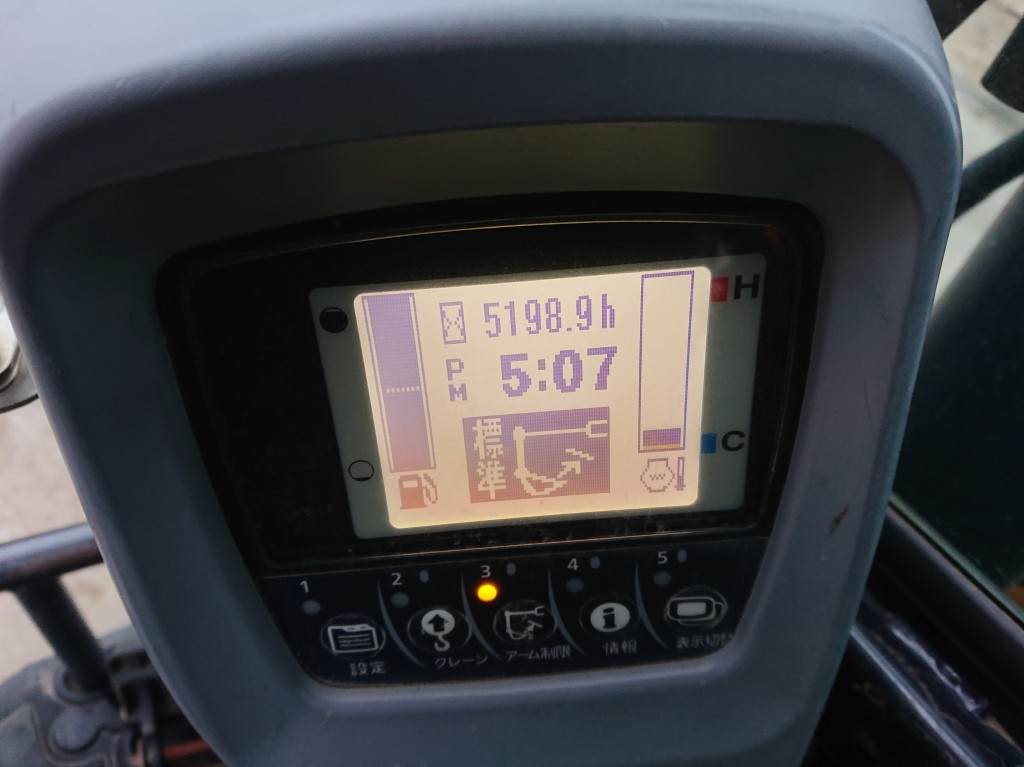 5198.9h
H
PM 5:07
標準
C
1 2 3 4 5
設定 クレーン アーム制限 情報 表示切替